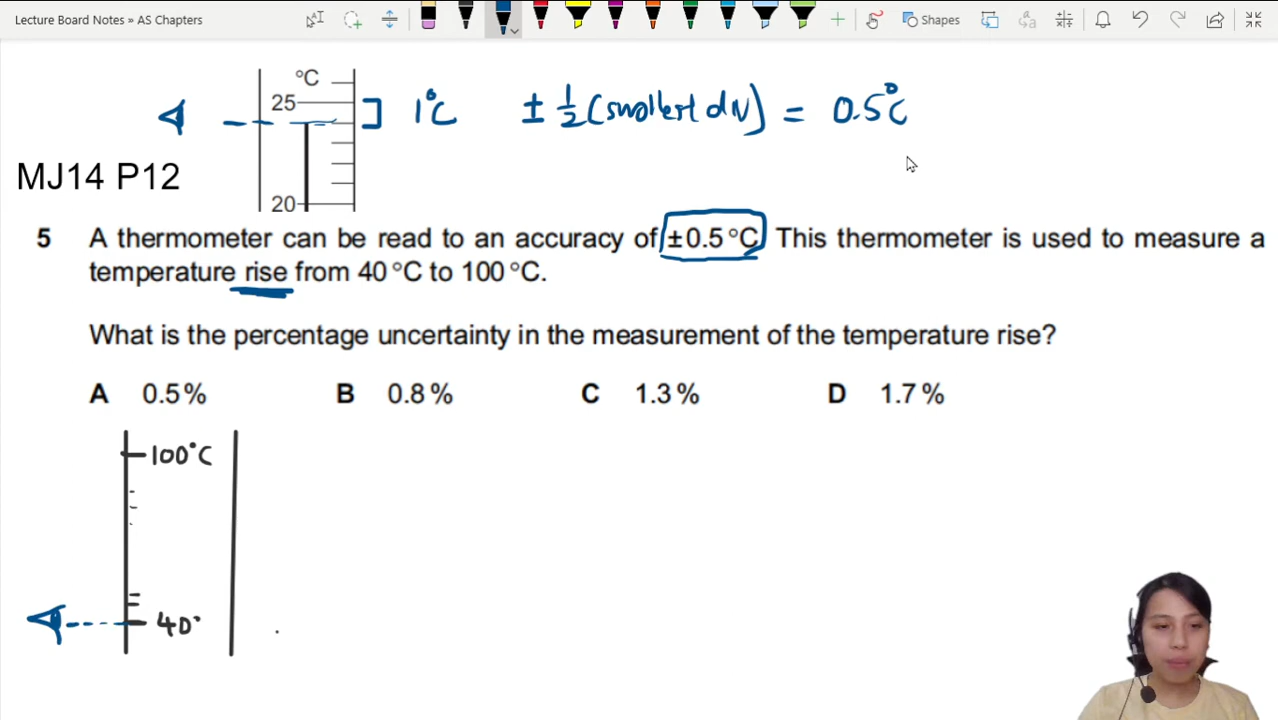 Lecture Board Notes » AS Chapters
Shapes
°C
25
1°C
± 1/2 (smallest div) = 0.5°C
MJ14 P12
20
5 A thermometer can be read to an accuracy of ±0.5 °C. This thermometer is used to measure a
temperature rise from 40 °C to 100 °C.
What is the percentage uncertainty in the measurement of the temperature rise?
A 0.5 % B 0.8 % C 1.3 % D 1.7 %
100°C
40°